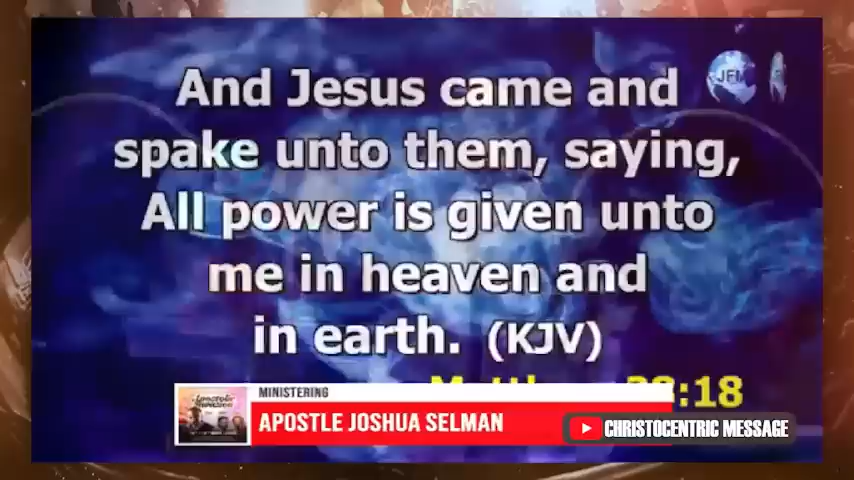 And Jesus came and
spake unto them, saying,
All power is given unto
me in heaven and
in earth. (KJV)
:18
MINISTERING
APOSTLE JOSHUA SELMAN
CHRISTOCENTRIC MESSAGE